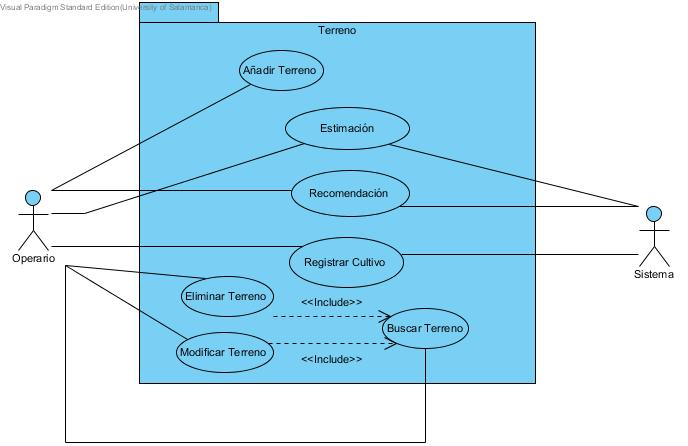 Visual Paradigm Standard Edition(University of Salamanca)
Terreno
Añadir Terreno
Estimación
Recomendación
Operario
Registrar Cultivo
Sistema
Eliminar Terreno
<<Include>>
Buscar Terreno
Modificar Terreno
<<Include>>